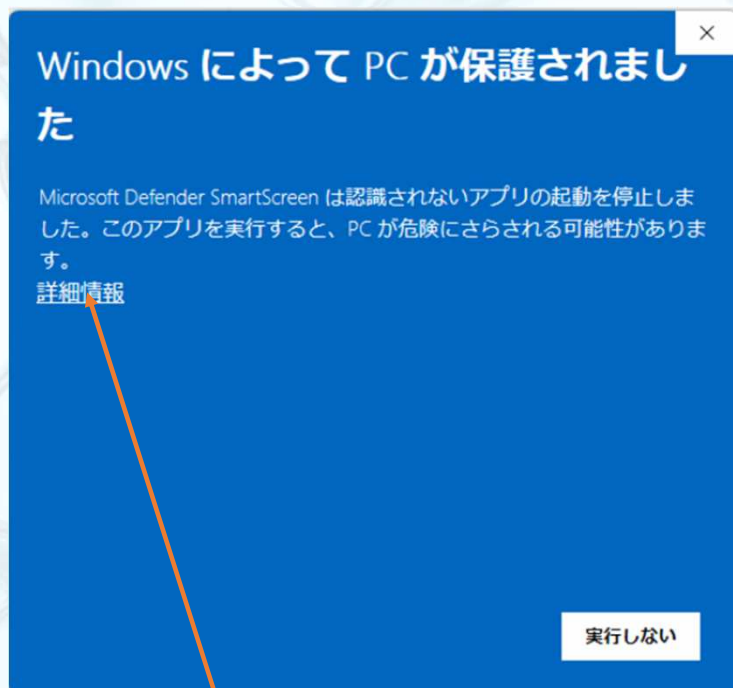 Windows によって PC が保護されまし
た
Microsoft Defender SmartScreen は認識されないアプリの起動を停止しま
した。このアプリを実行すると、PC が危険にさらされる可能性がありま
す。
詳細情報
実行しない